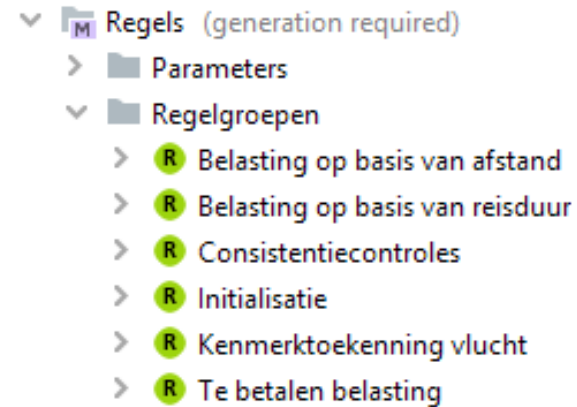 M Regels (generation required)
Parameters
Regelgroepen
R Belasting op basis van afstand
R Belasting op basis van reisduur
R Consistentiecontroles
R Initialisatie
R Kenmerktoekenning vlucht
R Te betalen belasting